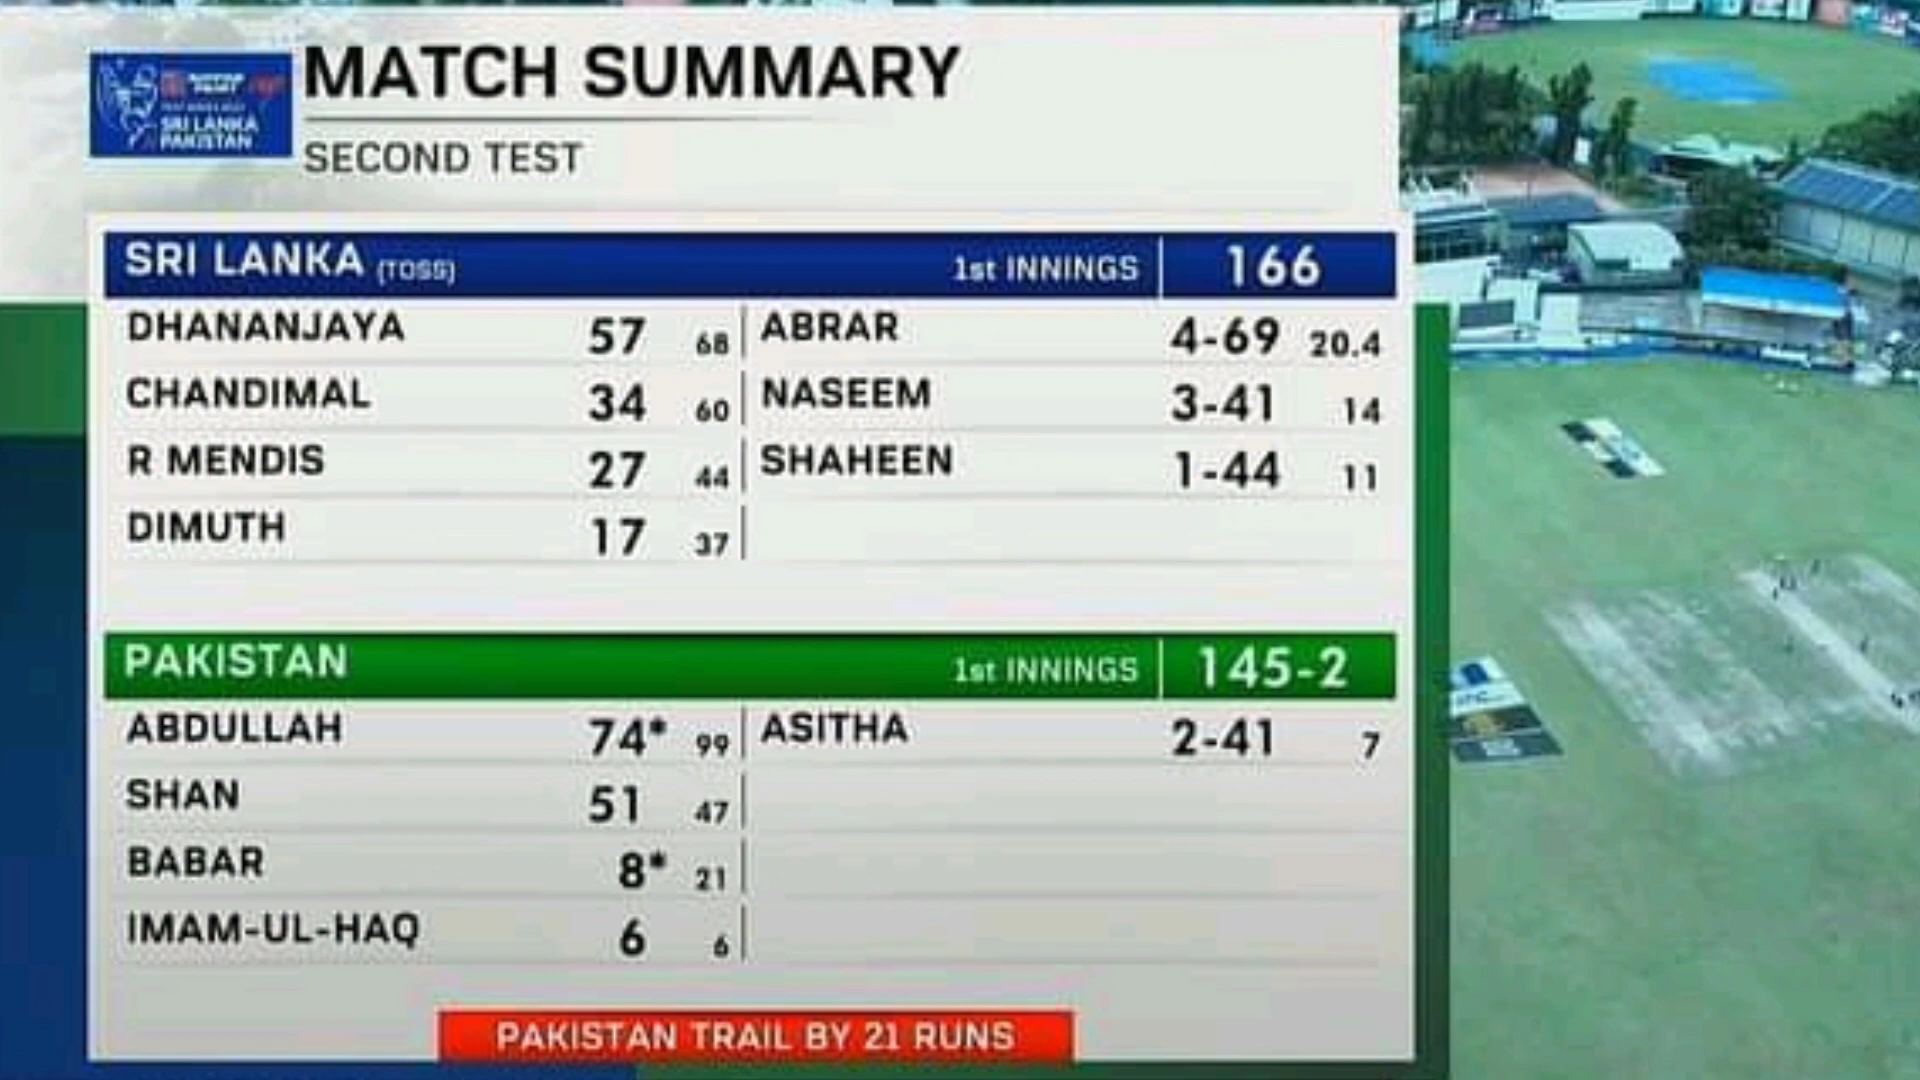 MATCH SUMMARY
SECOND TEST
SRI LANKA
PAKISTAN
SRI LANKA (TOSS) 1st INNINGS 166
DHANANJAYA 57 68 ABRAR 4-69 20.4
CHANDIMAL 34 60 NASEEM 3-41 14
R MENDIS 27 44 SHAHEEN 1-44 11
DIMUTH 17 37
PAKISTAN 1st INNINGS 145-2
ABDULLAH 74* 99 ASITHA 2-41 7
SHAN 51 47
BABAR 8* 21
IMAM-UL-HAQ 6 6
PAKISTAN TRAIL BY 21 RUNS